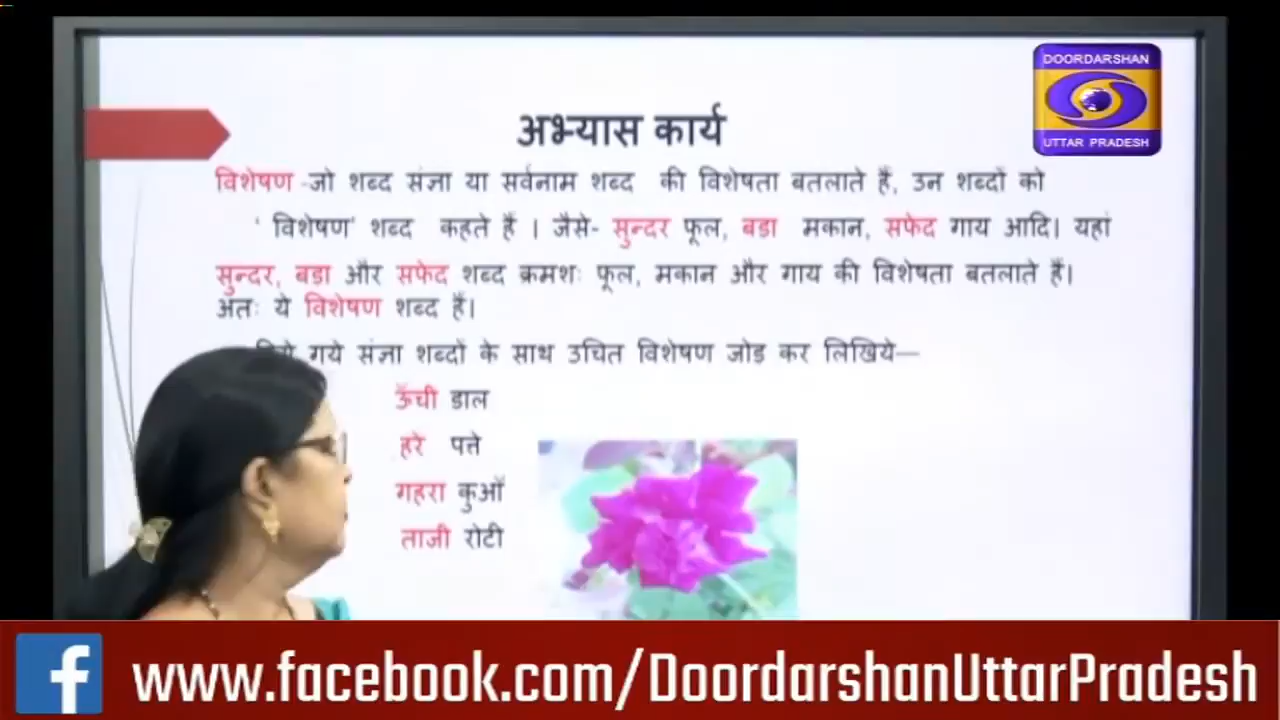 DOORDARSHAN
UTTAR PRADESH
अभ्यास कार्य
विशेषण -जो शब्द संज्ञा या सर्वनाम शब्द की विशेषता बतलाते हैं, उन शब्दों को
' विशेषण' शब्द कहते हैं । जैसे- सुन्दर फूल, बडा मकान, सफेद गाय आदि। यहां
सुन्दर, बडा और सफेद शब्द क्रमशः फूल, मकान और गाय की विशेषता बतलाते हैं।
अतः ये विशेषण शब्द हैं।
गये संज्ञा शब्दों के साथ उचित विशेषण जोड़ कर लिखिये—
ऊँची डाल
हरे पत्ते
गहरा कुआँ
ताजी रोटी
f www.facebook.com/DoordarshanUttarPradesh